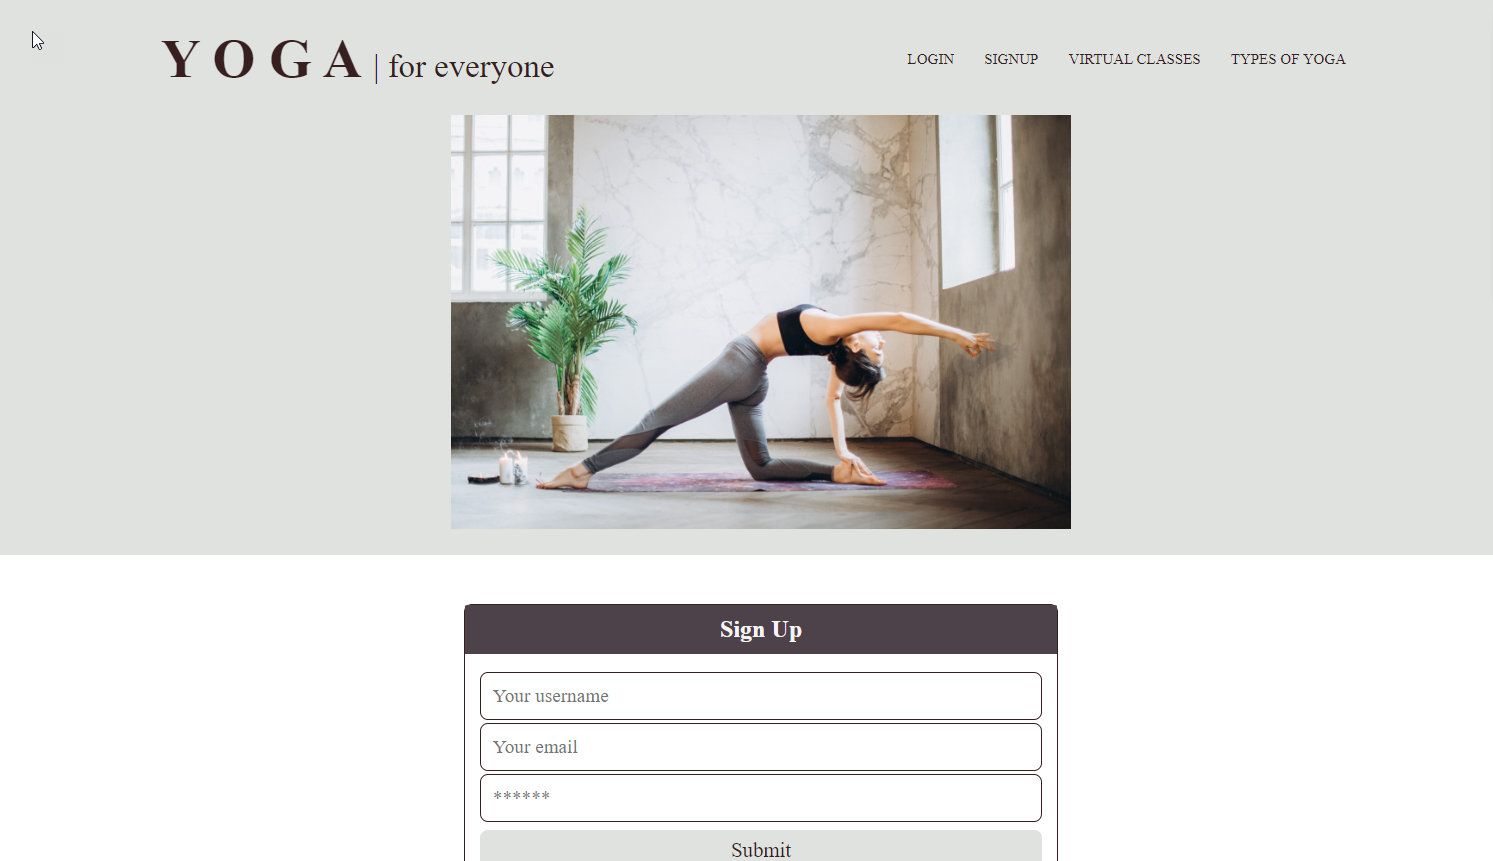 YOGA | for everyone
LOGIN SIGNUP VIRTUAL CLASSES TYPES OF YOGA
Sign Up
Your username
Your email
******
Submit